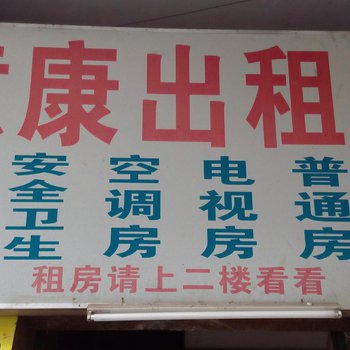 康出租
安全卫生
空调房
电视房
普通房
租房请上二楼看看